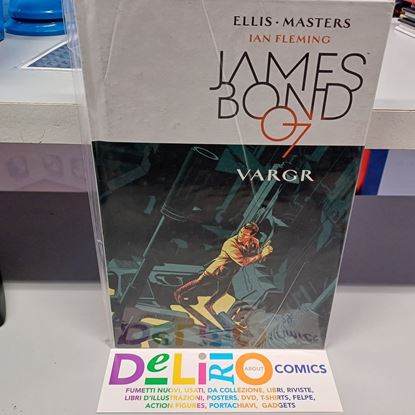 ELLIS · MASTERS
IAN FLEMING
JAMES
BOND
007
VARGR
DeLiRiO ABOUT COMICS
FUMETTI NUOVI, USATI, DA COLLEZIONE, LIBRI, RIVISTE,
LIBRI D'ILLUSTRAZIONI, POSTERS, DVD, T-SHIRTS, FELPE,
ACTION FIGURES, PORTACHIAVI, GADGETS